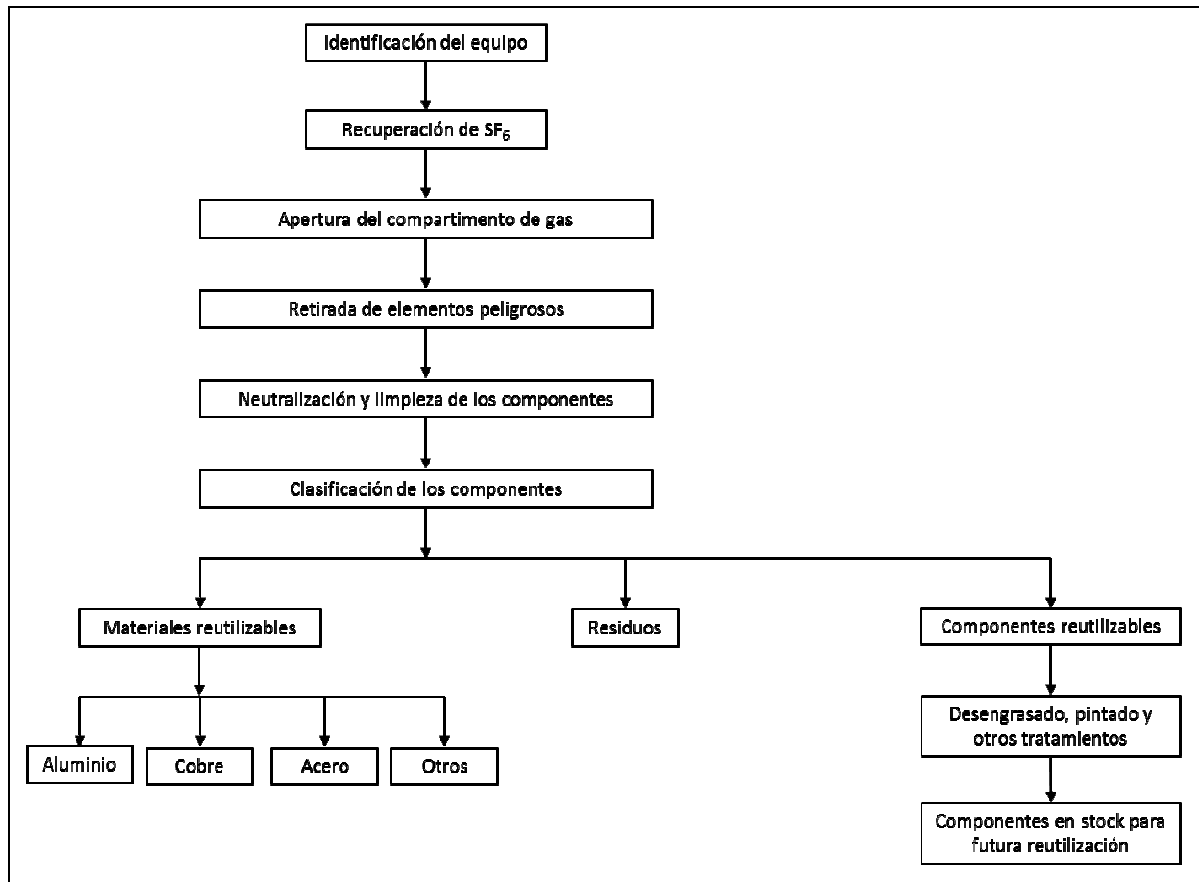 Identificación del equipo
Recuperación de SF₆
Apertura del compartimento de gas
Retirada de elementos peligrosos
Neutralización y limpieza de los componentes
Clasificación de los componentes
Materiales reutilizables
Residuos
Componentes reutilizables
Desengrasado, pintado y
otros tratamientos
Aluminio
Cobre
Acero
Otros
Componentes en stock para
futura reutilización